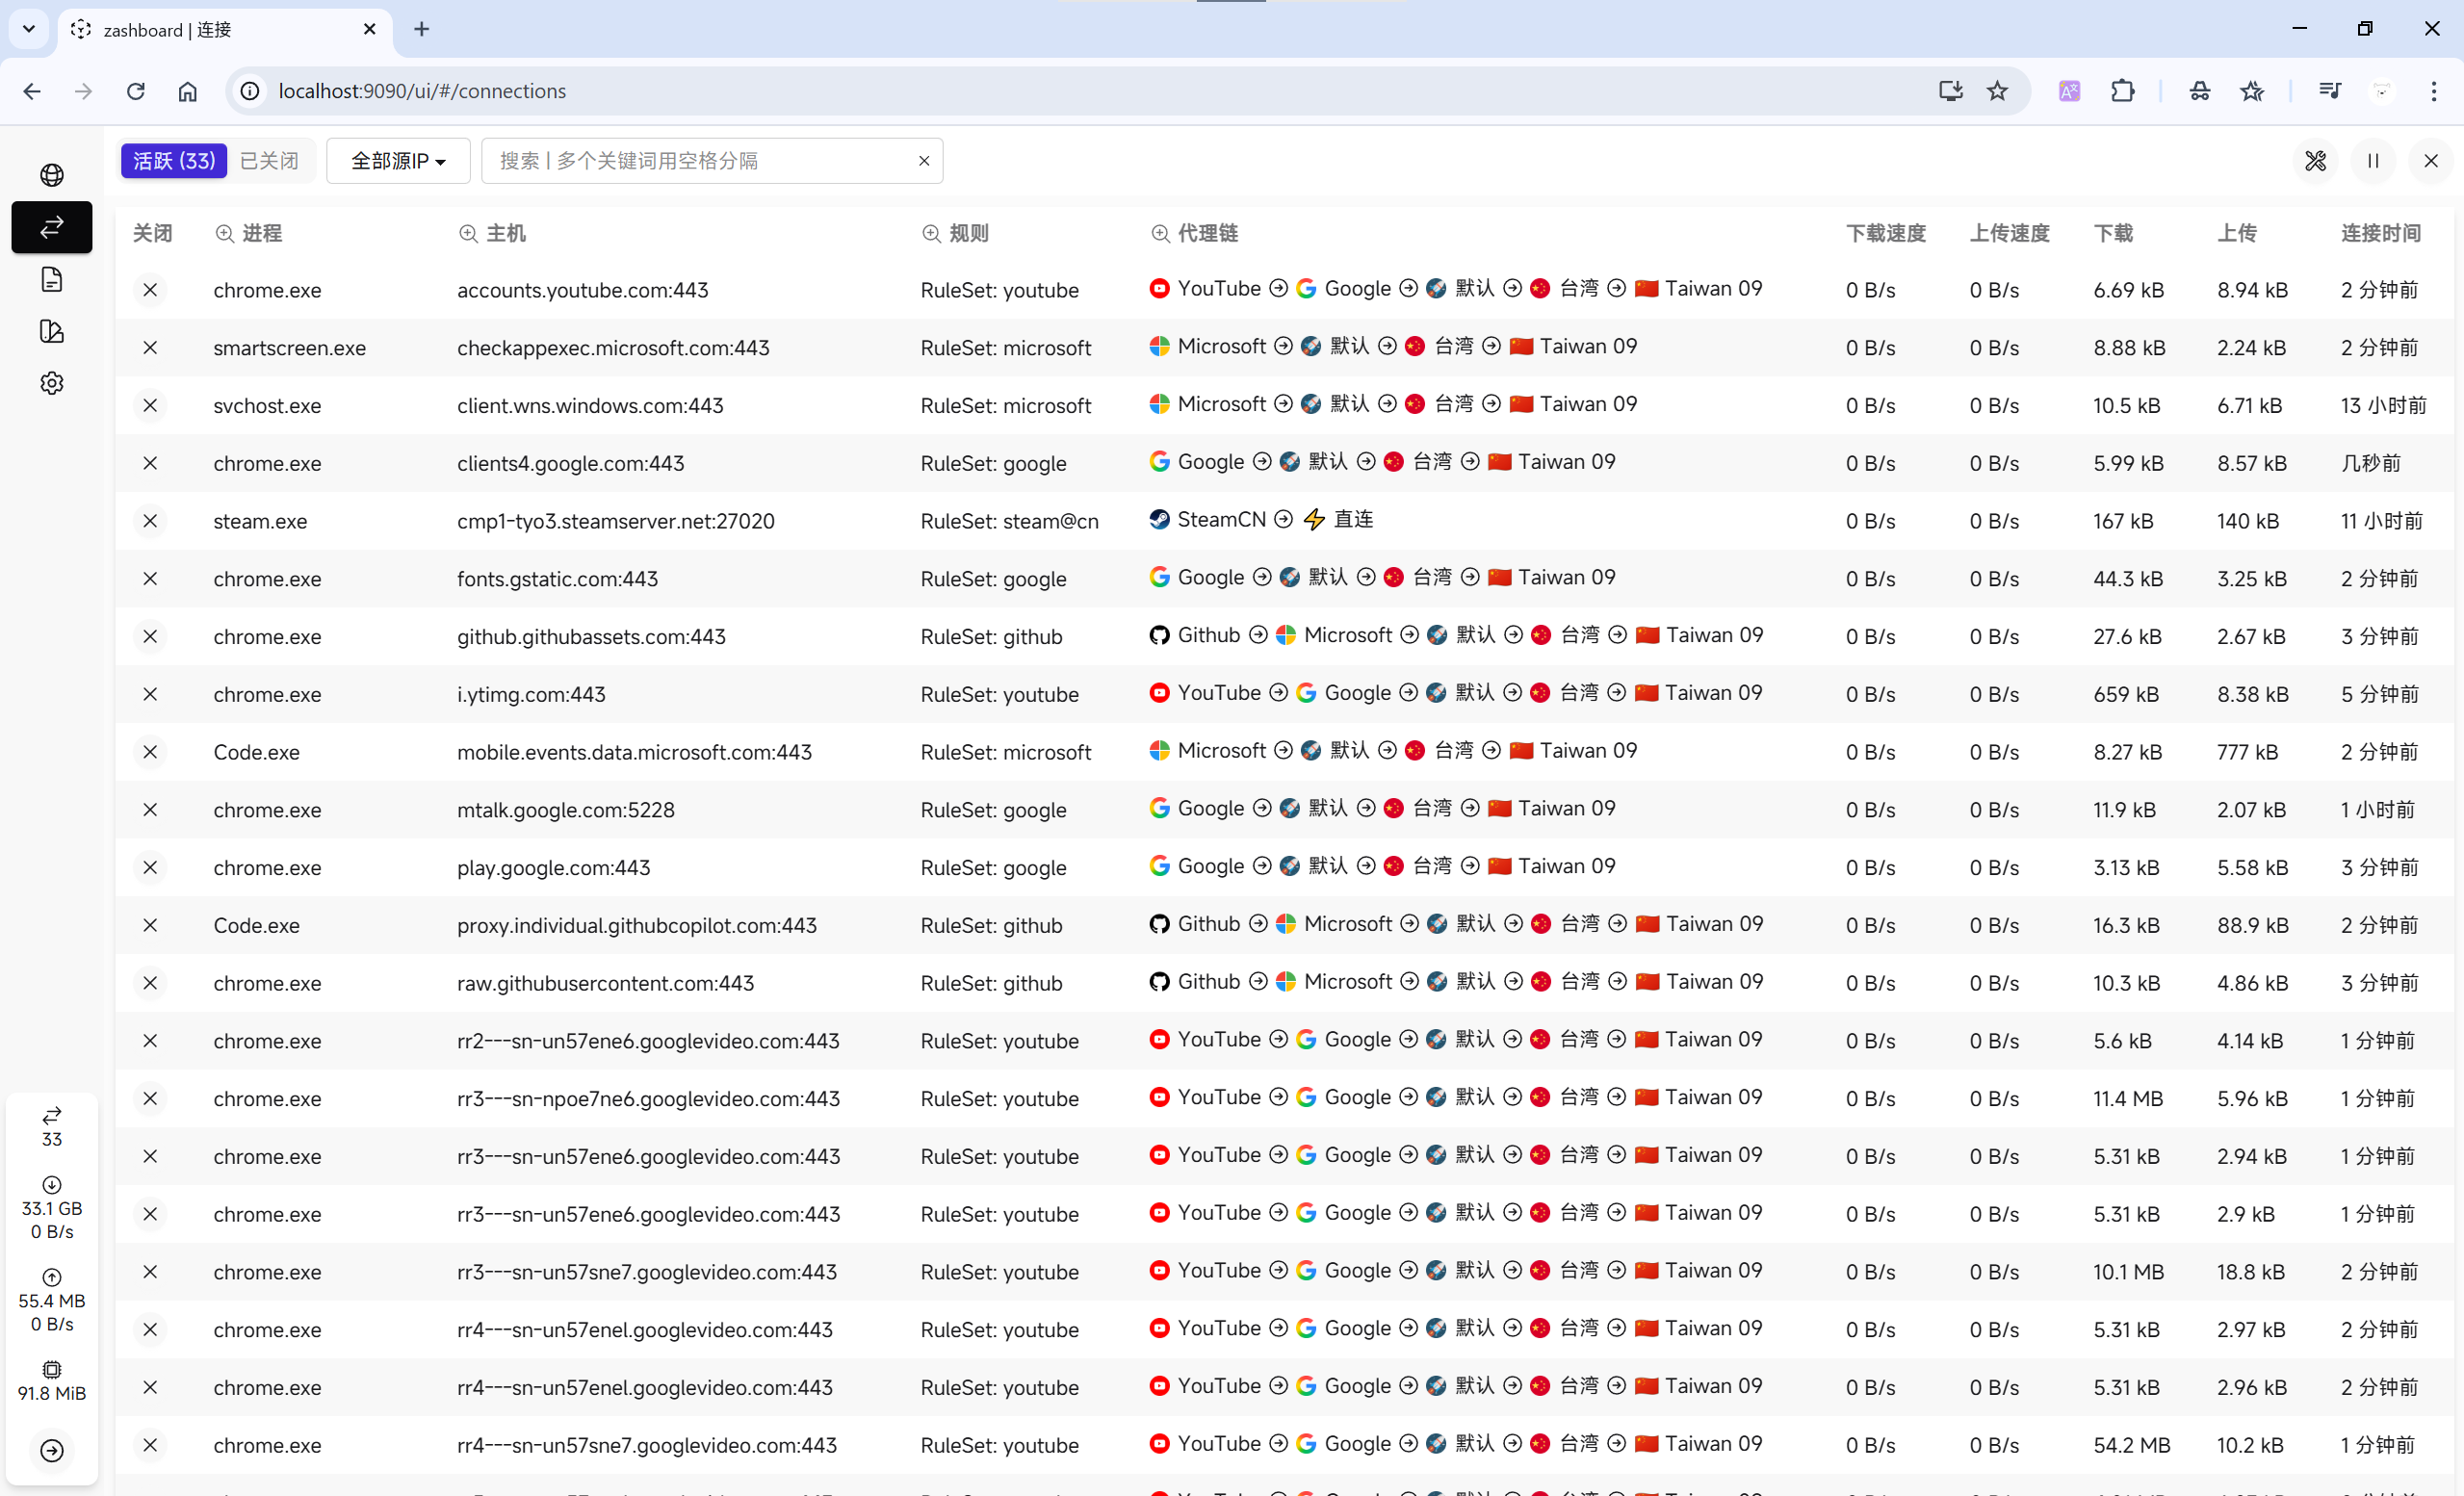 zashboard | 连接
localhost:9090/ui/#/connections
活跃 (33) 已关闭 全部源IP 搜索 | 多个关键词用空格分隔
关闭 进程 主机 规则 代理链 下载速度 上传速度 下载 上传 连接时间
chrome.exe accounts.youtube.com:443 RuleSet: youtube YouTube Google 默认 台湾 🇨🇳 Taiwan 09 0 B/s 0 B/s 6.69 kB 8.94 kB 2 分钟前
smartscreen.exe checkappexec.microsoft.com:443 RuleSet: microsoft Microsoft 默认 台湾 🇨🇳 Taiwan 09 0 B/s 0 B/s 8.88 kB 2.24 kB 2 分钟前
svchost.exe client.wns.windows.com:443 RuleSet: microsoft Microsoft 默认 台湾 🇨🇳 Taiwan 09 0 B/s 0 B/s 10.5 kB 6.71 kB 13 小时前
chrome.exe clients4.google.com:443 RuleSet: google Google 默认 台湾 🇨🇳 Taiwan 09 0 B/s 0 B/s 5.99 kB 8.57 kB 几秒前
steam.exe cmp1-tyo3.steamserver.net:27020 RuleSet: steam@cn SteamCN ⚡ 直连 0 B/s 0 B/s 167 kB 140 kB 11 小时前
chrome.exe fonts.gstatic.com:443 RuleSet: google Google 默认 台湾 🇨🇳 Taiwan 09 0 B/s 0 B/s 44.3 kB 3.25 kB 2 分钟前
chrome.exe github.githubassets.com:443 RuleSet: github Github Microsoft 默认 台湾 🇨🇳 Taiwan 09 0 B/s 0 B/s 27.6 kB 2.67 kB 3 分钟前
chrome.exe i.ytimg.com:443 RuleSet: youtube YouTube Google 默认 台湾 🇨🇳 Taiwan 09 0 B/s 0 B/s 659 kB 8.38 kB 5 分钟前
Code.exe mobile.events.data.microsoft.com:443 RuleSet: microsoft Microsoft 默认 台湾 🇨🇳 Taiwan 09 0 B/s 0 B/s 8.27 kB 777 kB 2 分钟前
chrome.exe mtalk.google.com:5228 RuleSet: google Google 默认 台湾 🇨🇳 Taiwan 09 0 B/s 0 B/s 11.9 kB 2.07 kB 1 小时前
chrome.exe play.google.com:443 RuleSet: google Google 默认 台湾 🇨🇳 Taiwan 09 0 B/s 0 B/s 3.13 kB 5.58 kB 3 分钟前
Code.exe proxy.individual.githubcopilot.com:443 RuleSet: github Github Microsoft 默认 台湾 🇨🇳 Taiwan 09 0 B/s 0 B/s 16.3 kB 88.9 kB 2 分钟前
chrome.exe raw.githubusercontent.com:443 RuleSet: github Github Microsoft 默认 台湾 🇨🇳 Taiwan 09 0 B/s 0 B/s 10.3 kB 4.86 kB 3 分钟前
chrome.exe rr2---sn-un57ene6.googlevideo.com:443 RuleSet: youtube YouTube Google 默认 台湾 🇨🇳 Taiwan 09 0 B/s 0 B/s 5.6 kB 4.14 kB 1 分钟前
chrome.exe rr3---sn-npoe7ne6.googlevideo.com:443 RuleSet: youtube YouTube Google 默认 台湾 🇨🇳 Taiwan 09 0 B/s 0 B/s 11.4 MB 5.96 kB 1 分钟前
chrome.exe rr3---sn-un57ene6.googlevideo.com:443 RuleSet: youtube YouTube Google 默认 台湾 🇨🇳 Taiwan 09 0 B/s 0 B/s 5.31 kB 2.94 kB 1 分钟前
chrome.exe rr3---sn-un57ene6.googlevideo.com:443 RuleSet: youtube YouTube Google 默认 台湾 🇨🇳 Taiwan 09 0 B/s 0 B/s 5.31 kB 2.9 kB 1 分钟前
chrome.exe rr3---sn-un57sne7.googlevideo.com:443 RuleSet: youtube YouTube Google 默认 台湾 🇨🇳 Taiwan 09 0 B/s 0 B/s 10.1 MB 18.8 kB 2 分钟前
chrome.exe rr4---sn-un57enel.googlevideo.com:443 RuleSet: youtube YouTube Google 默认 台湾 🇨🇳 Taiwan 09 0 B/s 0 B/s 5.31 kB 2.97 kB 2 分钟前
chrome.exe rr4---sn-un57enel.googlevideo.com:443 RuleSet: youtube YouTube Google 默认 台湾 🇨🇳 Taiwan 09 0 B/s 0 B/s 5.31 kB 2.96 kB 2 分钟前
chrome.exe rr4---sn-un57sne7.googlevideo.com:443 RuleSet: youtube YouTube Google 默认 台湾 🇨🇳 Taiwan 09 0 B/s 0 B/s 54.2 MB 10.2 kB 1 分钟前
33
33.1 GB
0 B/s
55.4 MB
0 B/s
91.8 MiB